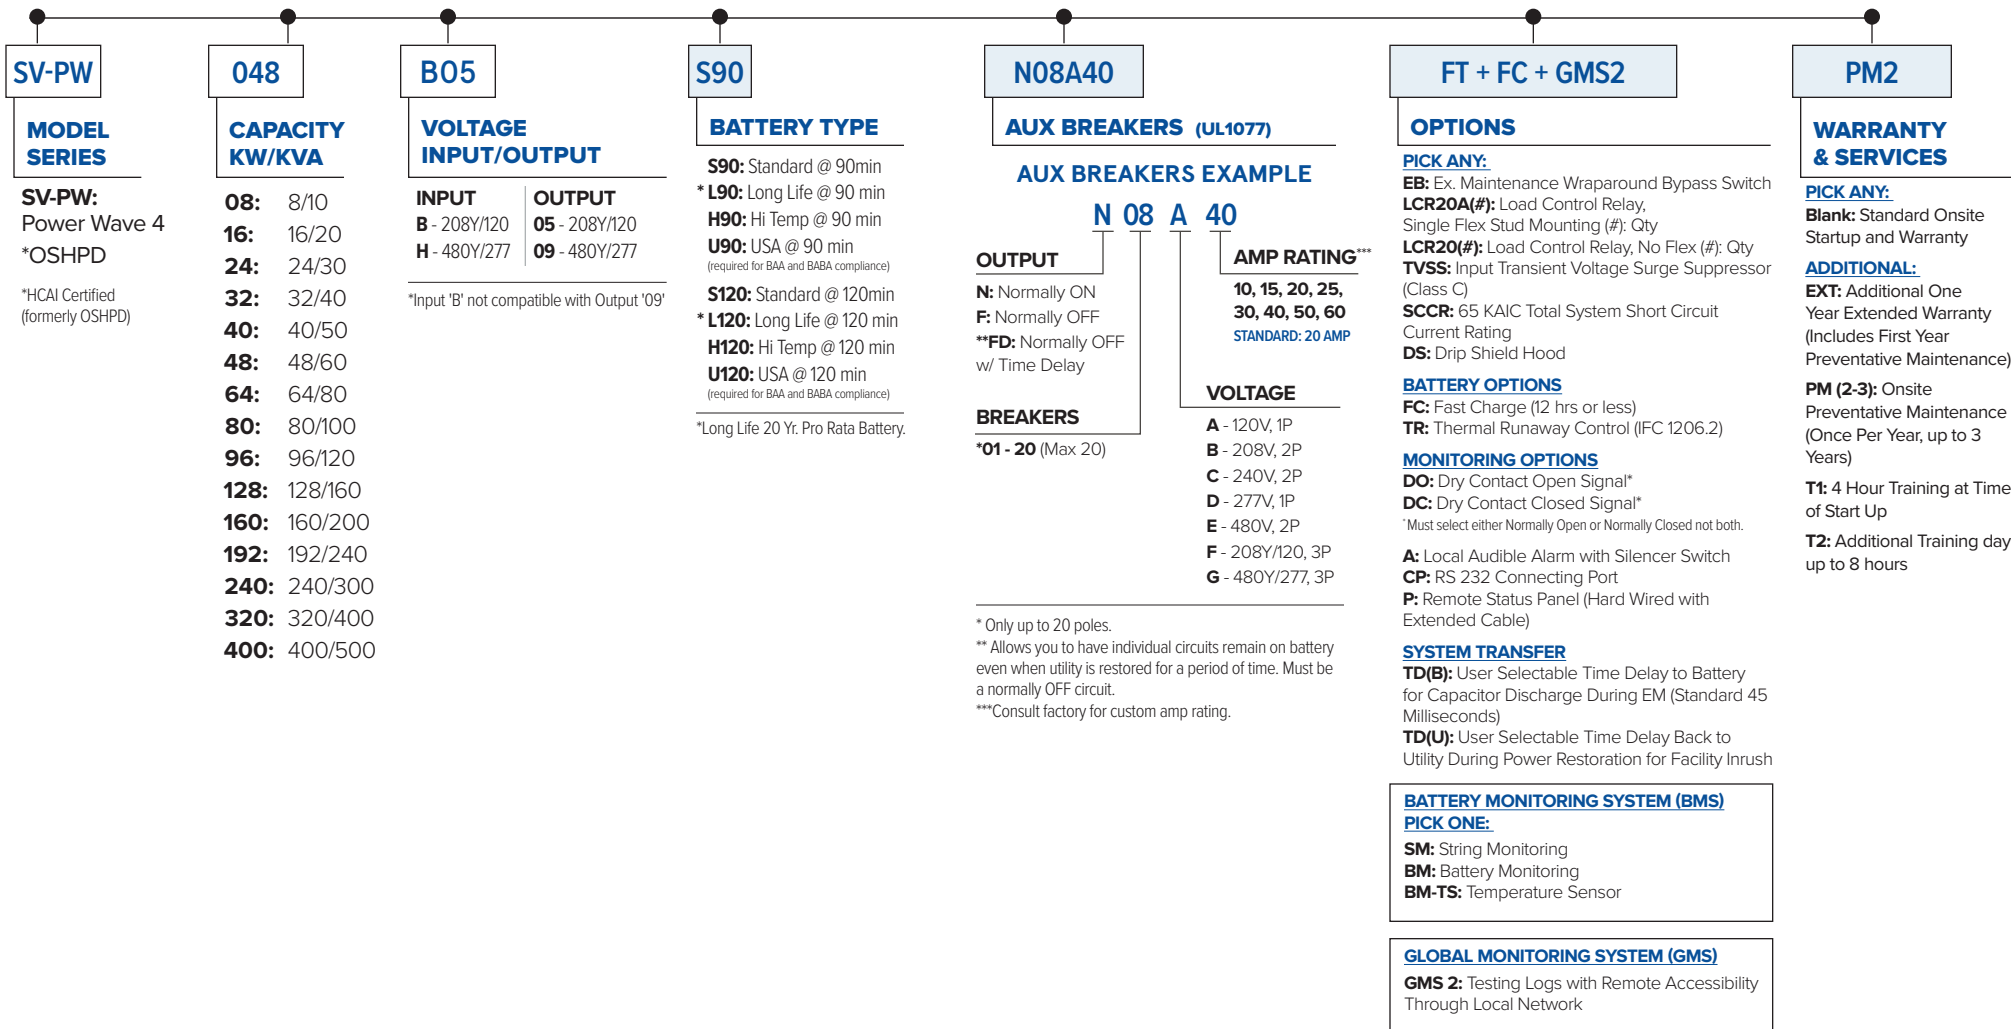 SV-PW
048
B05
S90
N08A40
FT + FC + GMS2
PM2
MODEL
SERIES
SV-PW:
Power Wave 4
*OSHPD
*HCAI Certified
(formerly OSHPD)
CAPACITY
KW/KVA
08: 8/10
16: 16/20
24: 24/30
32: 32/40
40: 40/50
48: 48/60
64: 64/80
80: 80/100
96: 96/120
128: 128/160
160: 160/200
192: 192/240
240: 240/300
320: 320/400
400: 400/500
VOLTAGE
INPUT/OUTPUT
INPUT OUTPUT
B - 208Y/120 05 - 208Y/120
H - 480Y/277 09 - 480Y/277
*Input 'B' not compatible with Output '09'
BATTERY TYPE
S90: Standard @ 90min
* L90: Long Life @ 90 min
H90: Hi Temp @ 90 min
U90: USA @ 90 min
(required for BAA and BABA compliance)
S120: Standard @ 120min
* L120: Long Life @ 120 min
H120: Hi Temp @ 120 min
U120: USA @ 120 min
(required for BAA and BABA compliance)
*Long Life 20 Yr. Pro Rata Battery.
AUX BREAKERS (UL1077)
AUX BREAKERS EXAMPLE
N 08 A 40
OUTPUT
N: Normally ON
F: Normally OFF
**FD: Normally OFF
w/ Time Delay
BREAKERS
*01 - 20 (Max 20)
AMP RATING***
10, 15, 20, 25,
30, 40, 50, 60
STANDARD: 20 AMP
VOLTAGE
A - 120V, 1P
B - 208V, 2P
C - 240V, 2P
D - 277V, 1P
E - 480V, 2P
F - 208Y/120, 3P
G - 480Y/277, 3P
* Only up to 20 poles.
** Allows you to have individual circuits remain on battery
even when utility is restored for a period of time. Must be
a normally OFF circuit.
***Consult factory for custom amp rating.
OPTIONS
PICK ANY:
EB: Ex. Maintenance Wraparound Bypass Switch
LCR20A(#): Load Control Relay,
Single Flex Stud Mounting (#): Qty
LCR20(#): Load Control Relay, No Flex (#): Qty
TVSS: Input Transient Voltage Surge Suppressor
(Class C)
SCCR: 65 KAIC Total System Short Circuit
Current Rating
DS: Drip Shield Hood
BATTERY OPTIONS
FC: Fast Charge (12 hrs or less)
TR: Thermal Runaway Control (IFC 1206.2)
MONITORING OPTIONS
DO: Dry Contact Open Signal*
DC: Dry Contact Closed Signal*
*Must select either Normally Open or Normally Closed not both.
A: Local Audible Alarm with Silencer Switch
CP: RS 232 Connecting Port
P: Remote Status Panel (Hard Wired with
Extended Cable)
SYSTEM TRANSFER
TD(B): User Selectable Time Delay to Battery
for Capacitor Discharge During EM (Standard 45
Milliseconds)
TD(U): User Selectable Time Delay Back to
Utility During Power Restoration for Facility Inrush
BATTERY MONITORING SYSTEM (BMS)
PICK ONE:
SM: String Monitoring
BM: Battery Monitoring
BM-TS: Temperature Sensor
GLOBAL MONITORING SYSTEM (GMS)
GMS 2: Testing Logs with Remote Accessibility
Through Local Network
WARRANTY
& SERVICES
PICK ANY:
Blank: Standard Onsite
Startup and Warranty
ADDITIONAL:
EXT: Additional One
Year Extended Warranty
(Includes First Year
Preventative Maintenance)
PM (2-3): Onsite
Preventative Maintenance
(Once Per Year, up to 3
Years)
T1: 4 Hour Training at Time
of Start Up
T2: Additional Training day
up to 8 hours